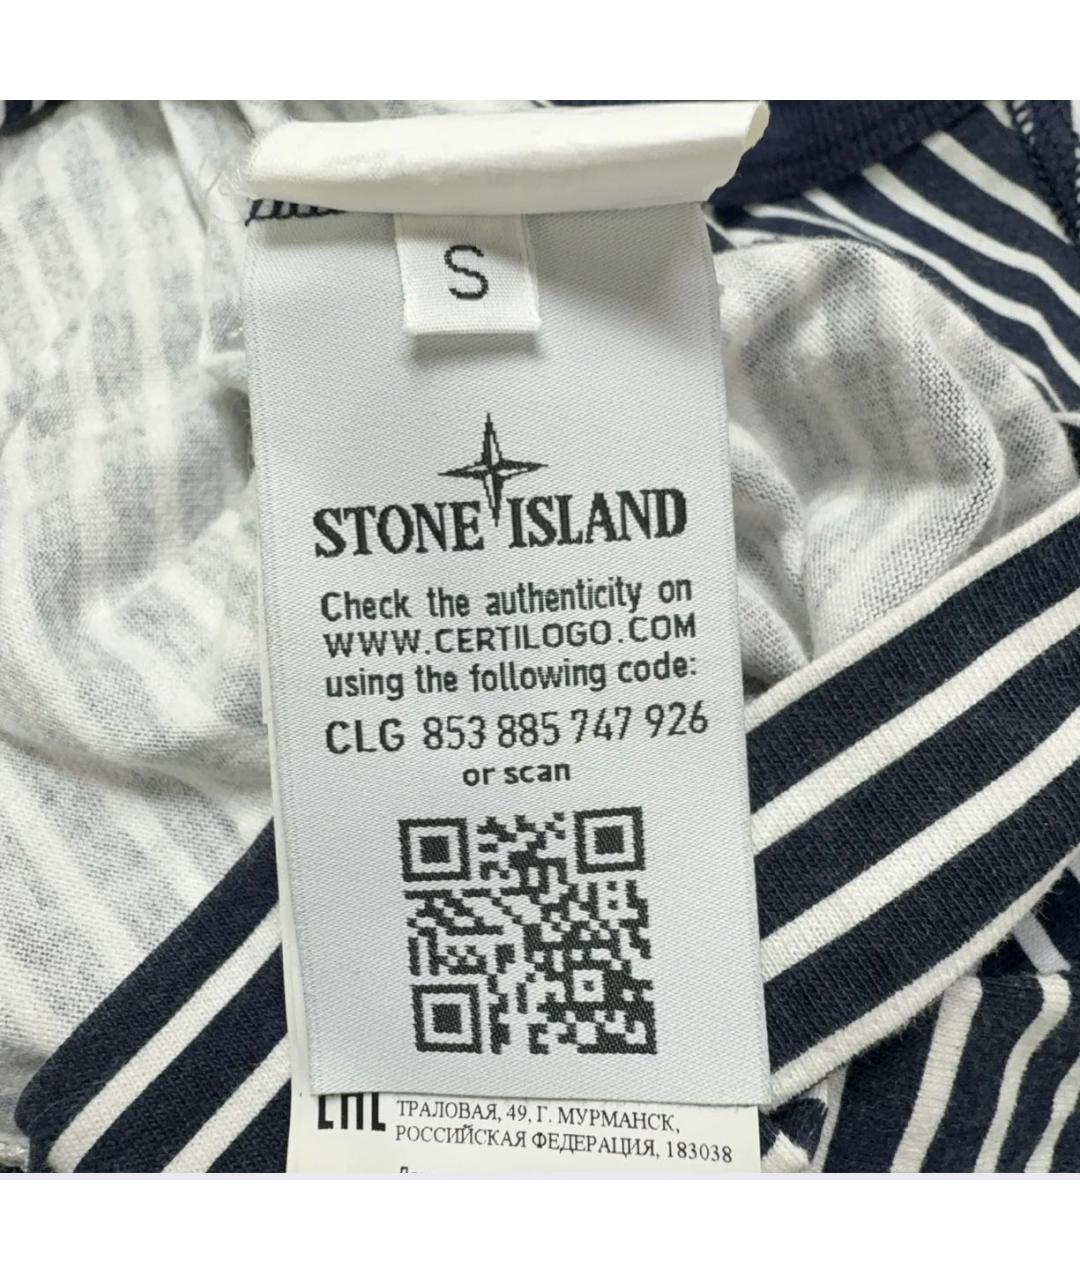 S
STONE ISLAND
Check the authenticity on
WWW.CERTILOGO.COM
using the following code:
CLG 853 885 747 926
or scan
EAC
ТРАЛОВАЯ, 49, Г. МУРМАНСК,
РОССИЙСКАЯ ФЕДЕРАЦИЯ, 183038